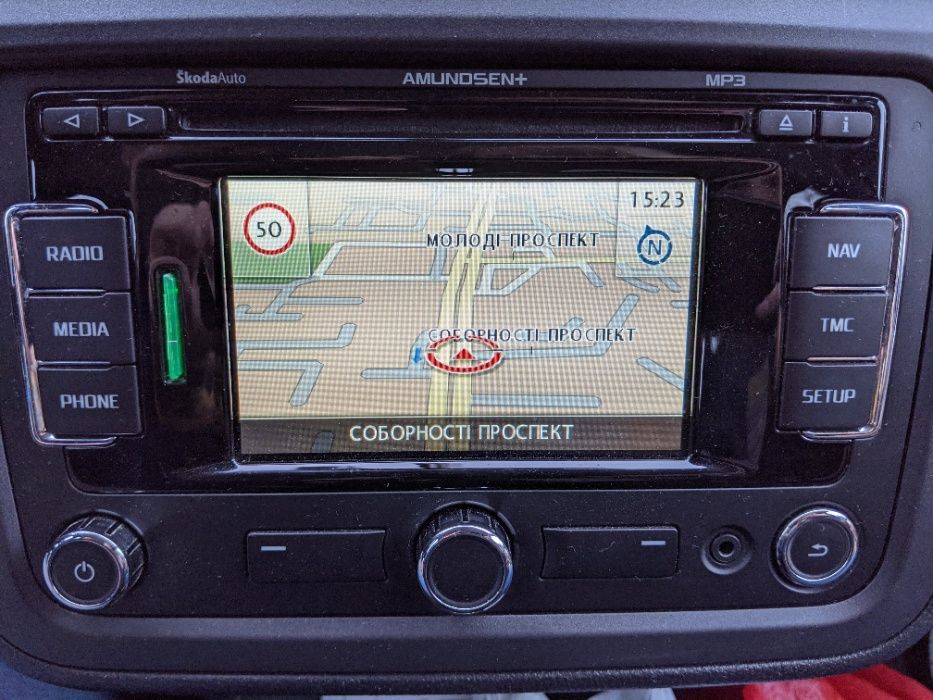 ŠkodaAuto AMUNDSEN+ MP3
i
50
15:23
N
МОЛОДІ ПРОСПЕКТ
СОБОРНОСТІ ПРОСПЕКТ
СОБОРНОСТІ ПРОСПЕКТ
RADIO
MEDIA
PHONE
NAV
TMC
SETUP